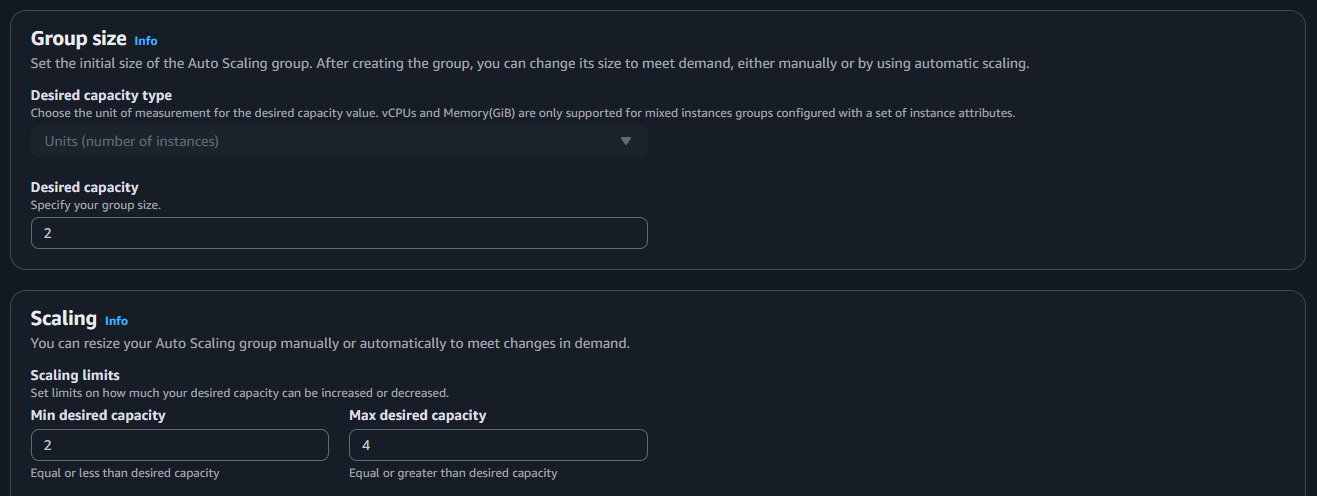 Group size Info
Set the initial size of the Auto Scaling group. After creating the group, you can change its size to meet demand, either manually or by using automatic scaling.
Desired capacity type
Choose the unit of measurement for the desired capacity value. vCPUs and Memory(GiB) are only supported for mixed instances groups configured with a set of instance attributes.
Units (number of instances)
Desired capacity
Specify your group size.
2
Scaling Info
You can resize your Auto Scaling group manually or automatically to meet changes in demand.
Scaling limits
Set limits on how much your desired capacity can be increased or decreased.
Min desired capacity
2
Equal or less than desired capacity
Max desired capacity
4
Equal or greater than desired capacity